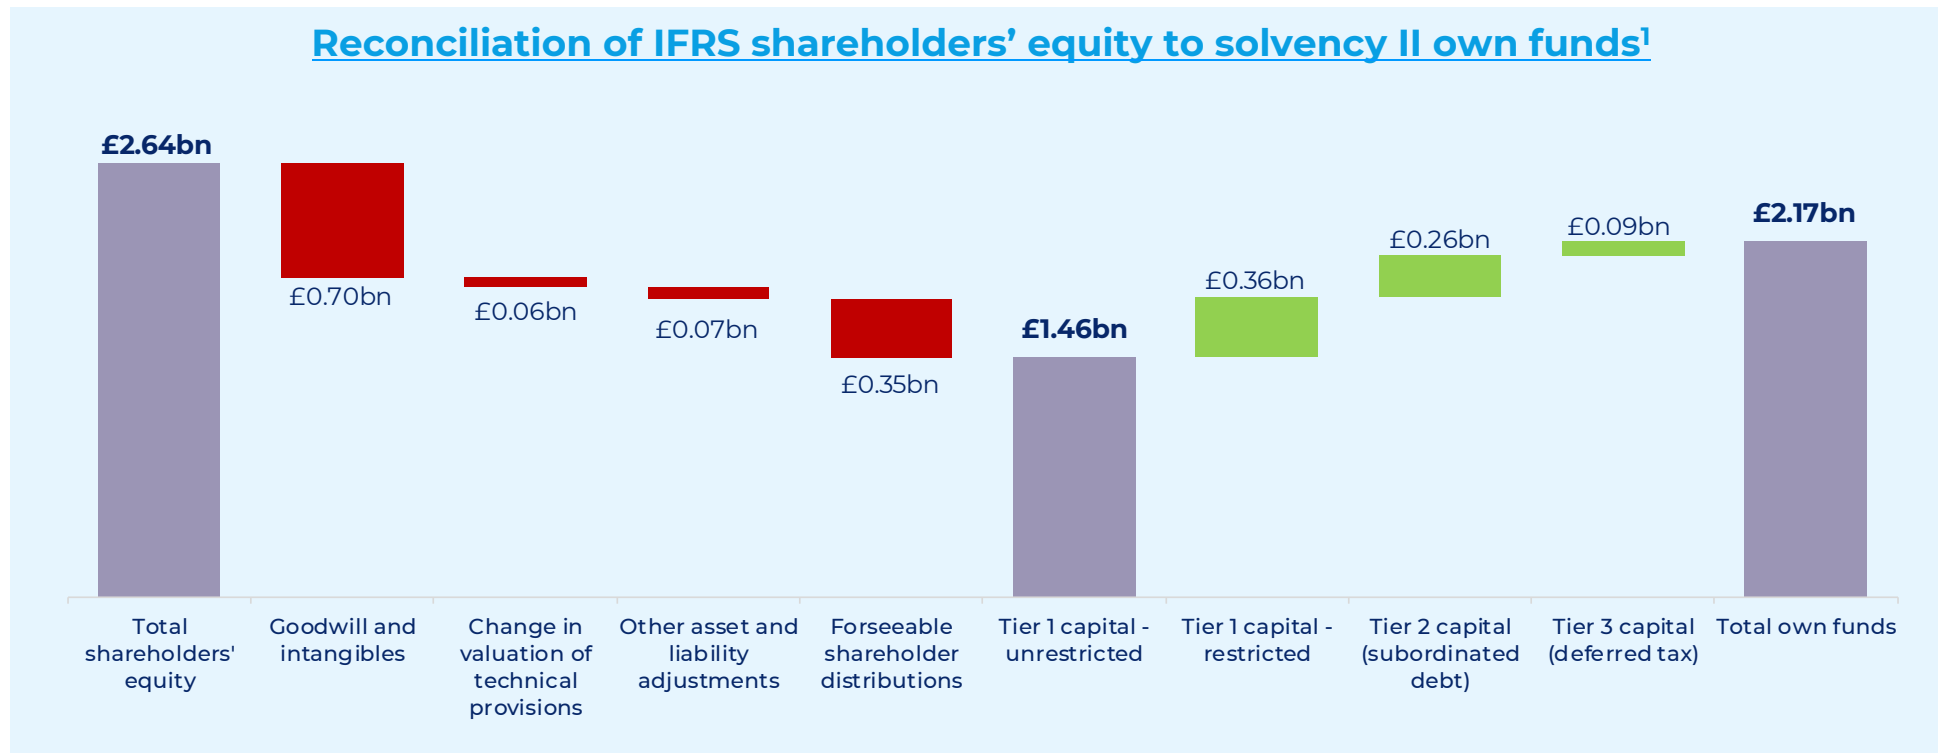 Reconciliation of IFRS shareholders’ equity to solvency II own funds¹
£2.64bn
£0.70bn
£0.06bn
£0.07bn
£0.35bn
£1.46bn
£0.36bn
£0.26bn
£0.09bn
£2.17bn
Total
shareholders'
equity
Goodwill and
intangibles
Change in
valuation of
technical
provisions
Other asset and
liability
adjustments
Forseeable
shareholder
distributions
Tier 1 capital -
unrestricted
Tier 1 capital -
restricted
Tier 2 capital
(subordinated
debt)
Tier 3 capital
(deferred tax)
Total own funds